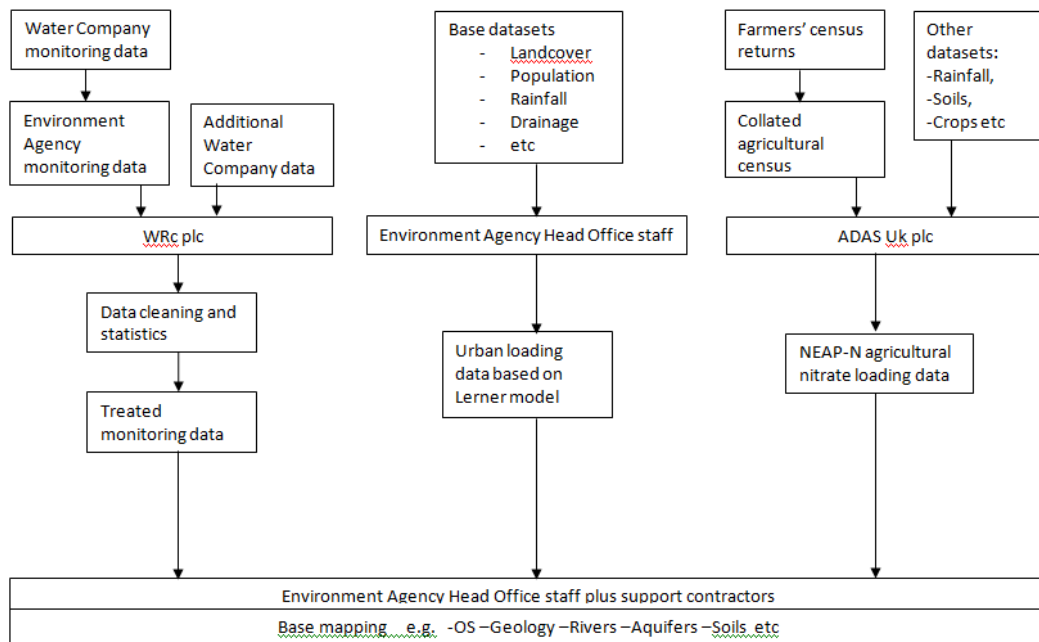 Water Company
monitoring data
Environment
Agency
monitoring data
Additional
Water
Company data
WRc plc
Data cleaning and
statistics
Treated
monitoring data
Base datasets
- Landcover
- Population
- Rainfall
- Drainage
- etc
Environment Agency Head Office staff
Urban loading
data based on
Lerner model
Farmers’ census
returns
Collated
agricultural
census
Other
datasets:
-Rainfall,
-Soils,
-Crops etc
ADAS Uk plc
NEAP-N agricultural
nitrate loading data
Environment Agency Head Office staff plus support contractors
Base mapping e.g. -OS –Geology –Rivers –Aquifers –Soils etc